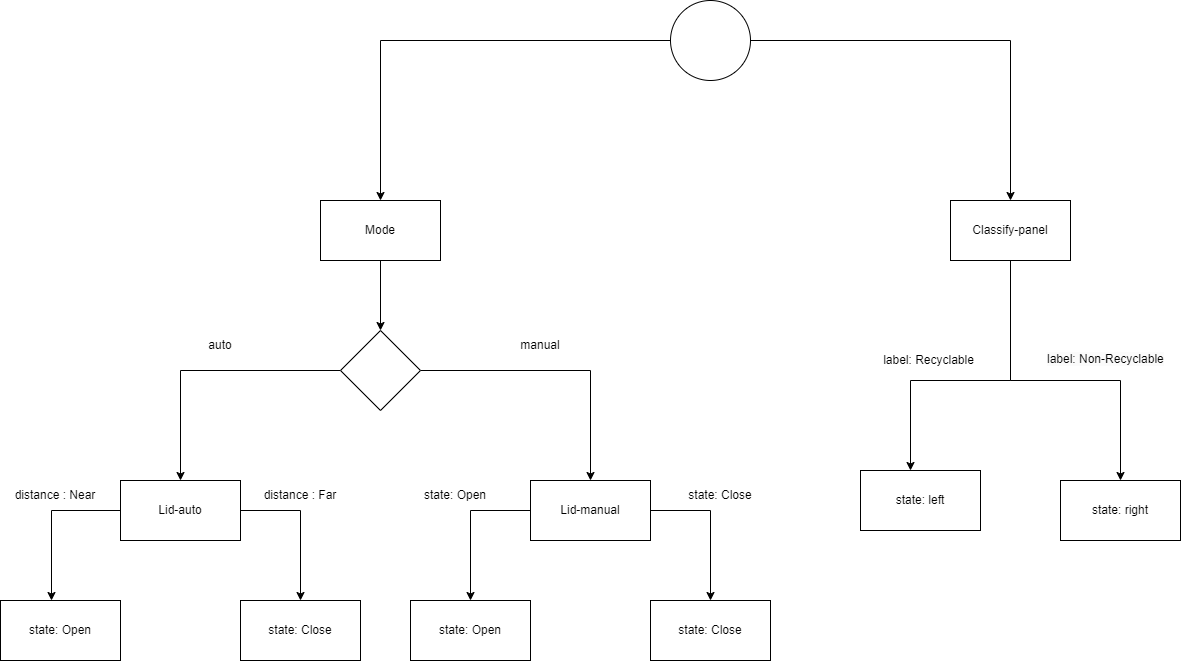 Mode
Classify-panel
auto
manual
label: Recyclable
label: Non-Recyclable
distance : Near
Lid-auto
distance : Far
state: Open
Lid-manual
state: Close
state: left
state: right
state: Open
state: Close
state: Open
state: Close